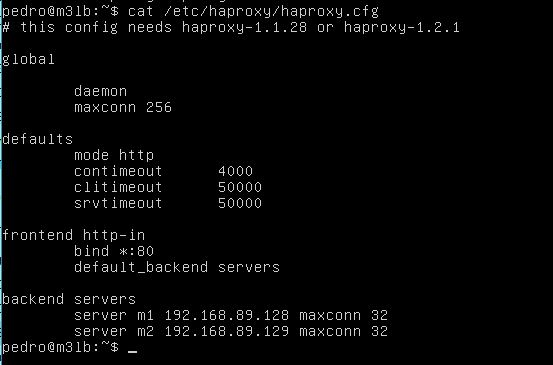 pedro@m3lb:~$ cat /etc/haproxy/haproxy.cfg
# this config needs haproxy-1.1.28 or haproxy-1.2.1
global
daemon
maxconn 256
defaults
mode http
contimeout 4000
clitimeout 50000
srvtimeout 50000
frontend http-in
bind *:80
default_backend servers
backend servers
server m1 192.168.89.128 maxconn 32
server m2 192.168.89.129 maxconn 32
pedro@m3lb:~$ _